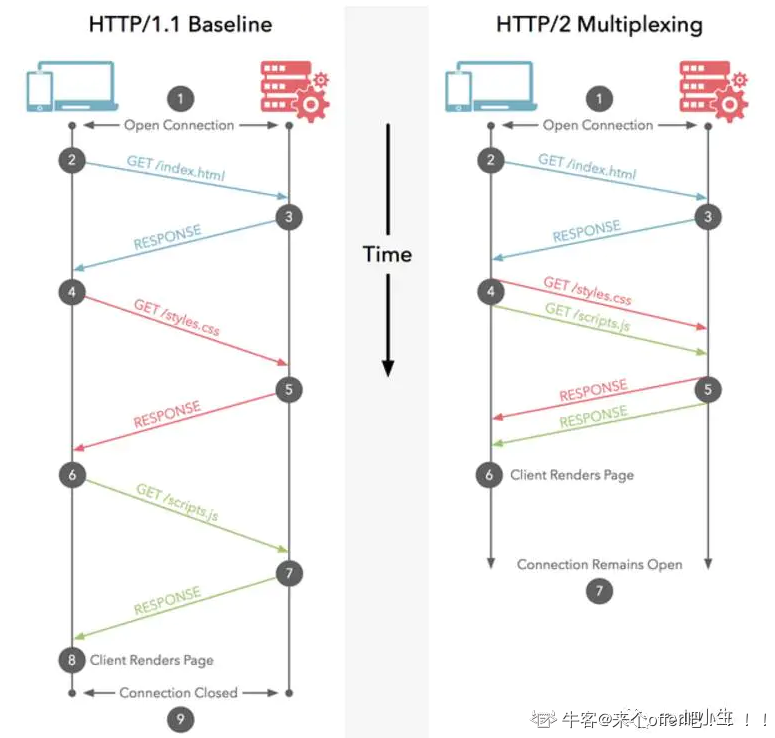 HTTP/1.1 Baseline
1
Open Connection
2
GET /index.html
3
RESPONSE
4
GET /styles.css
5
RESPONSE
6
GET /scripts.js
7
RESPONSE
8 Client Renders Page
Connection Closed
9
Time
HTTP/2 Multiplexing
1
Open Connection
2
GET /index.html
3
RESPONSE
4
GET /styles.css
GET /scripts.js
5
RESPONSE
RESPONSE
6 Client Renders Page
Connection Remains Open
7
牛客@来个offer吧！！！